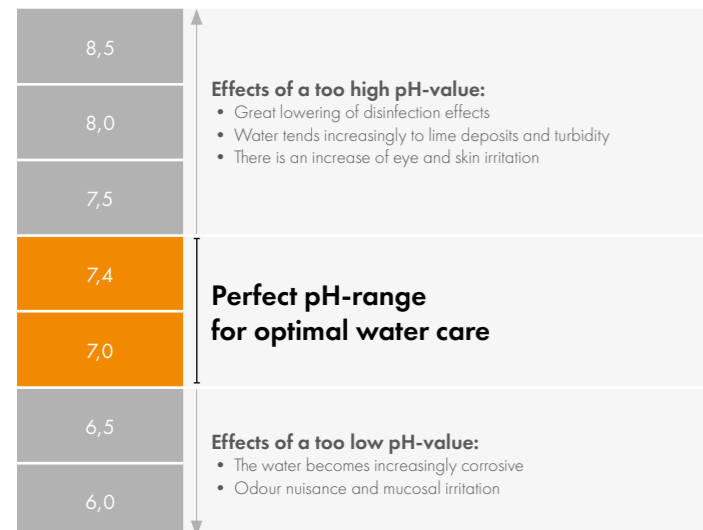 8,5
8,0
7,5
Effects of a too high pH-value:
• Great lowering of disinfection effects
• Water tends increasingly to lime deposits and turbidity
• There is an increase of eye and skin irritation
7,4
7,0
Perfect pH-range
for optimal water care
6,5
6,0
Effects of a too low pH-value:
• The water becomes increasingly corrosive
• Odour nuisance and mucosal irritation